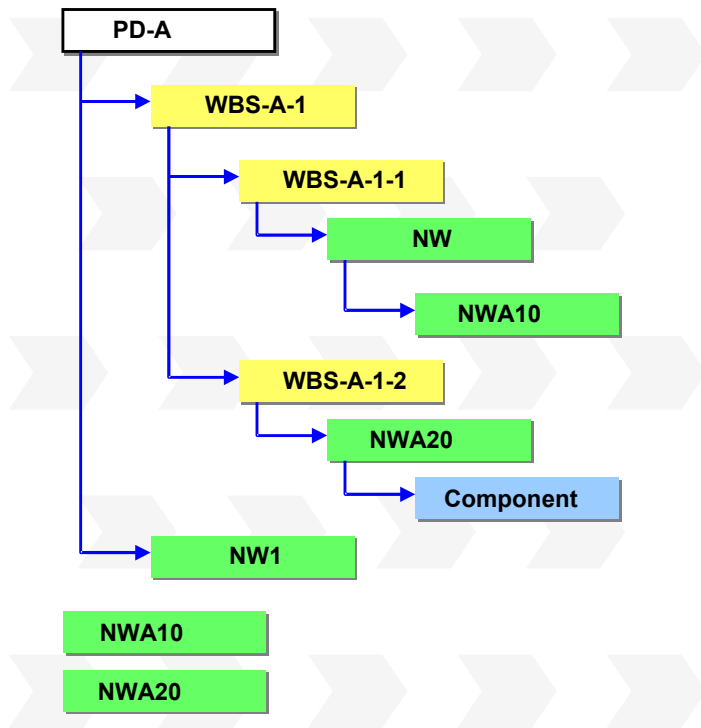 PD-A
WBS-A-1
WBS-A-1-1
NW
NWA10
WBS-A-1-2
NWA20
Component
NW1
NWA10
NWA20